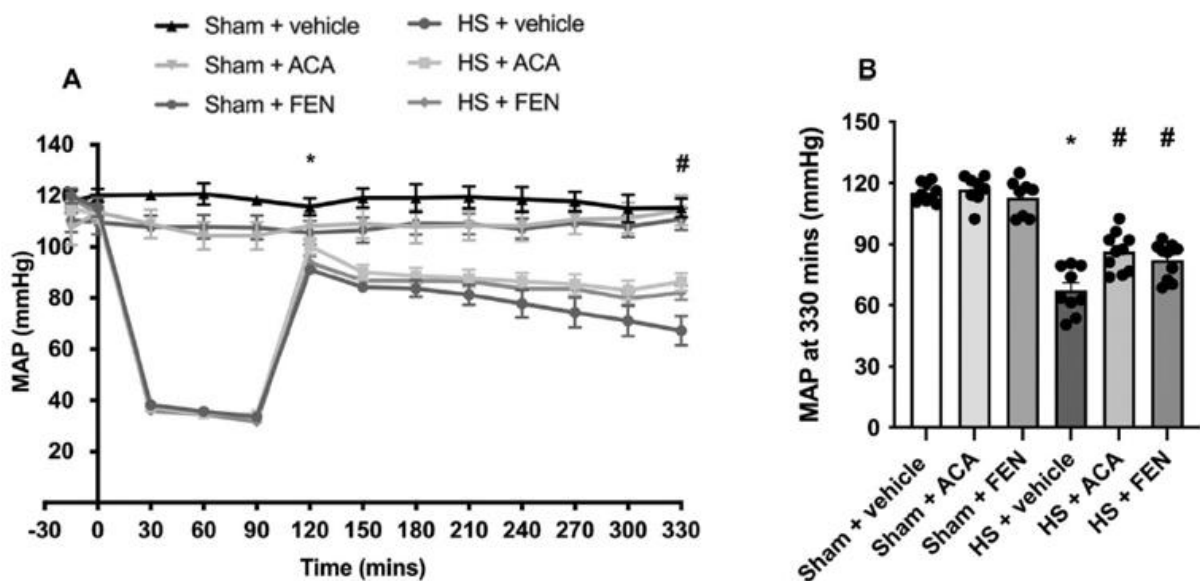 Sham + vehicle
HS + vehicle
Sham + ACA
HS + ACA
Sham + FEN
HS + FEN
A
*
#
MAP (mmHg)
140
120
100
80
60
40
20
-30
0
30
60
90
120
150
180
210
240
270
300
330
Time (mins)
B
*
#
#
MAP at 330 mins (mmHg)
150
120
90
60
30
0
Sham + vehicle
Sham + ACA
Sham + FEN
HS + vehicle
HS + ACA
HS + FEN